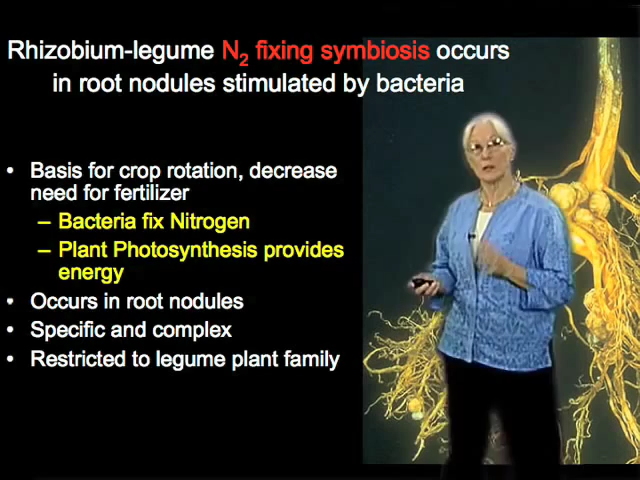 Rhizobium-legume N2 fixing symbiosis occurs
in root nodules stimulated by bacteria
• Basis for crop rotation, decrease
need for fertilizer
– Bacteria fix Nitrogen
– Plant Photosynthesis provides
energy
• Occurs in root nodules
• Specific and complex
• Restricted to legume plant family